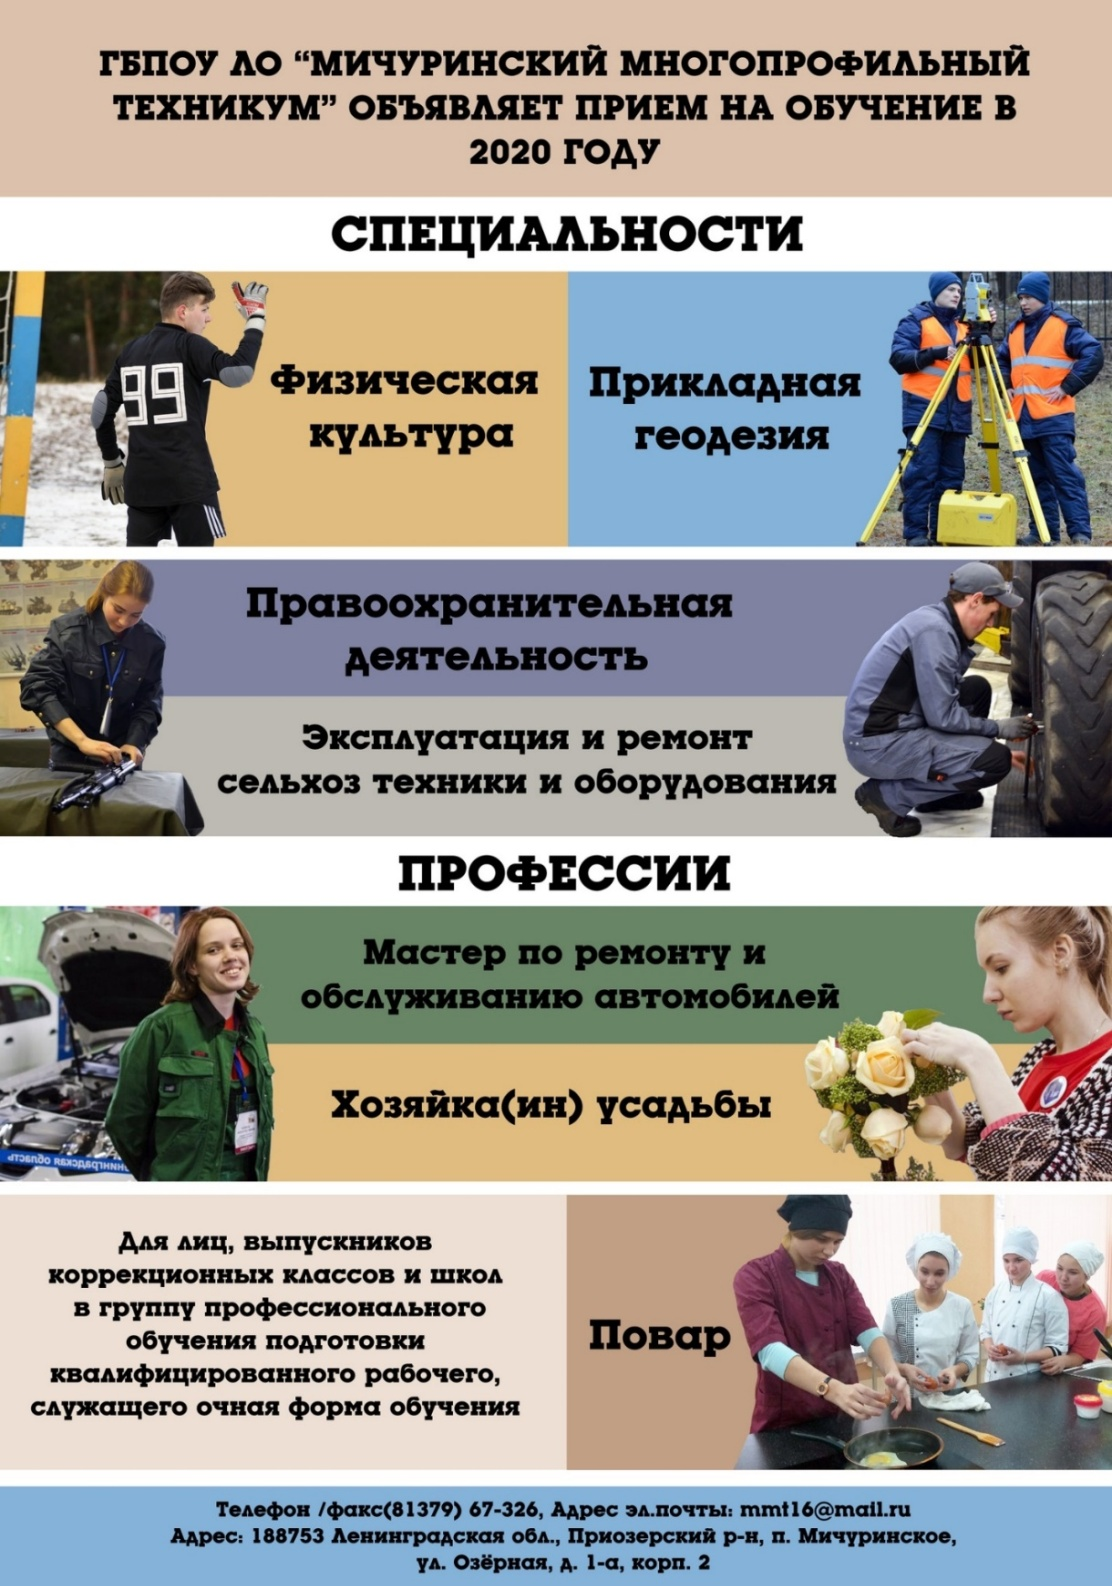 ГБПОУ ЛО “МИЧУРИНСКИЙ МНОГОПРОФИЛЬНЫЙ
ТЕХНИКУМ” ОБЪЯВЛЯЕТ ПРИЕМ НА ОБУЧЕНИЕ В
2020 ГОДУ
СПЕЦИАЛЬНОСТИ
99
Физическая
культура
Прикладная
геодезия
Правоохранительная
деятельность
Эксплуатация и ремонт
сельхоз техники и оборудования
ПРОФЕССИИ
Мастер по ремонту и
обслуживанию автомобилей
Хозяйка(ин) усадьбы
Для лиц, выпускников
коррекционных классов и школ
в группу профессионального
обучения подготовки
квалифицированного рабочего,
служащего очная форма обучения
Повар
Телефон /факс(81379) 67-326, Адрес эл.почты: mmt16@mail.ru
Адрес: 188753 Ленинградская обл., Приозерский р-н, п. Мичуринское,
ул. Озёрная, д. 1-а, корп. 2